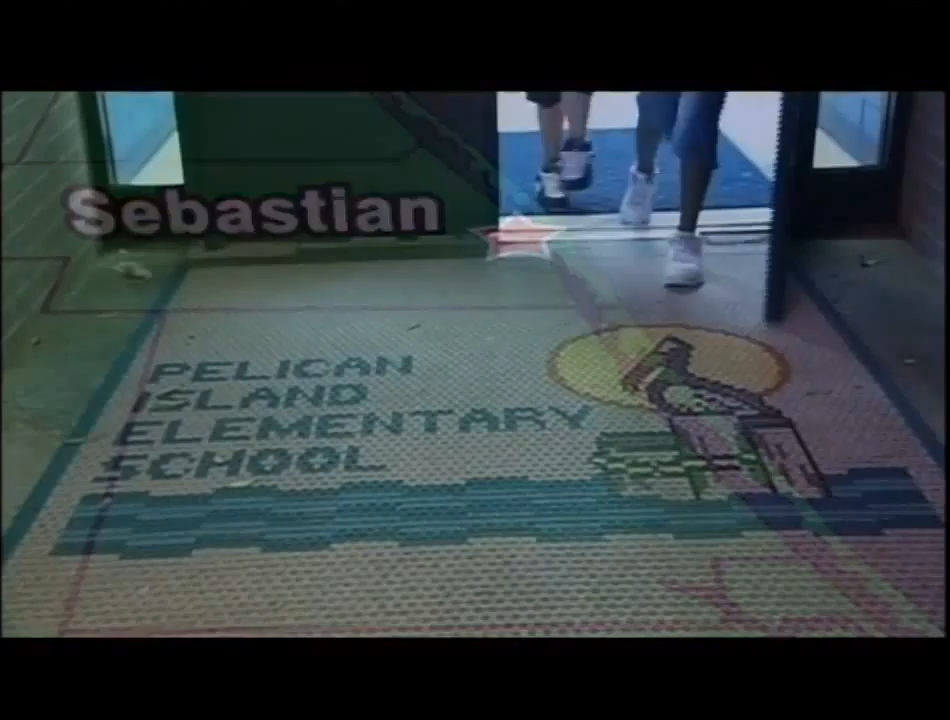 Sebastian
PELICAN
ISLAND
ELEMENTARY
SCHOOL